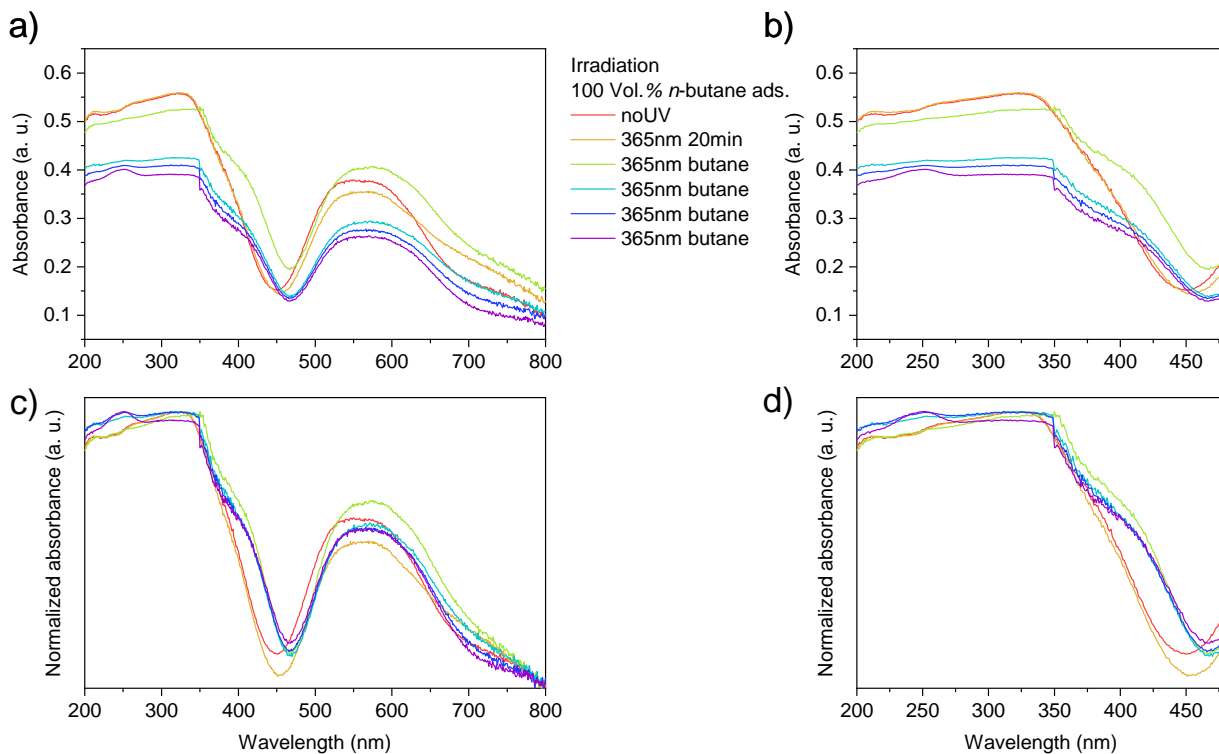 a)
0.6
0.5
0.4
0.3
0.2
0.1
Absorbance (a. u.)
200 300 400 500 600 700 800
Irradiation
100 Vol.% n-butane ads.
noUV
365nm 20min
365nm butane
365nm butane
365nm butane
365nm butane
b)
0.6
0.5
0.4
0.3
0.2
0.1
Absorbance (a. u.)
200 250 300 350 400 450
c)
Normalized absorbance (a. u.)
200 300 400 500 600 700 800
Wavelength (nm)
d)
Normalized absorbance (a. u.)
200 250 300 350 400 450
Wavelength (nm)